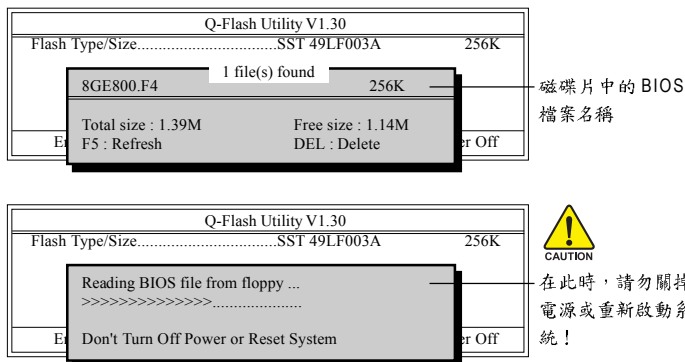 Q-Flash Utility V1.30
Flash Type/Size..................................SST 49LF003A 256K
1 file(s) found
8GE800.F4 256K
Total size : 1.39M Free size : 1.14M
F5 : Refresh DEL : Delete
er Off
磁碟片中的 BIOS
檔案名稱
Q-Flash Utility V1.30
Flash Type/Size..................................SST 49LF003A 256K
Reading BIOS file from floppy ...
>>>>>>>>>>>>>>....................
Don't Turn Off Power or Reset System
er Off
CAUTION
在此時，請勿關掉
電源或重新啟動系
統！